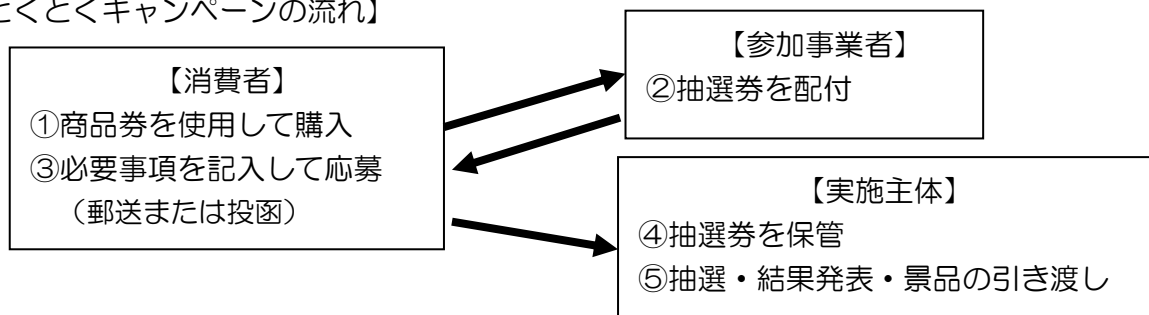 とくとくキャンペーンの流れ】
【消費者】
①商品券を使用して購入
③必要事項を記入して応募
（郵送または投函）
【参加事業者】
②抽選券を配付
【実施主体】
④抽選券を保管
⑤抽選・結果発表・景品の引き渡し